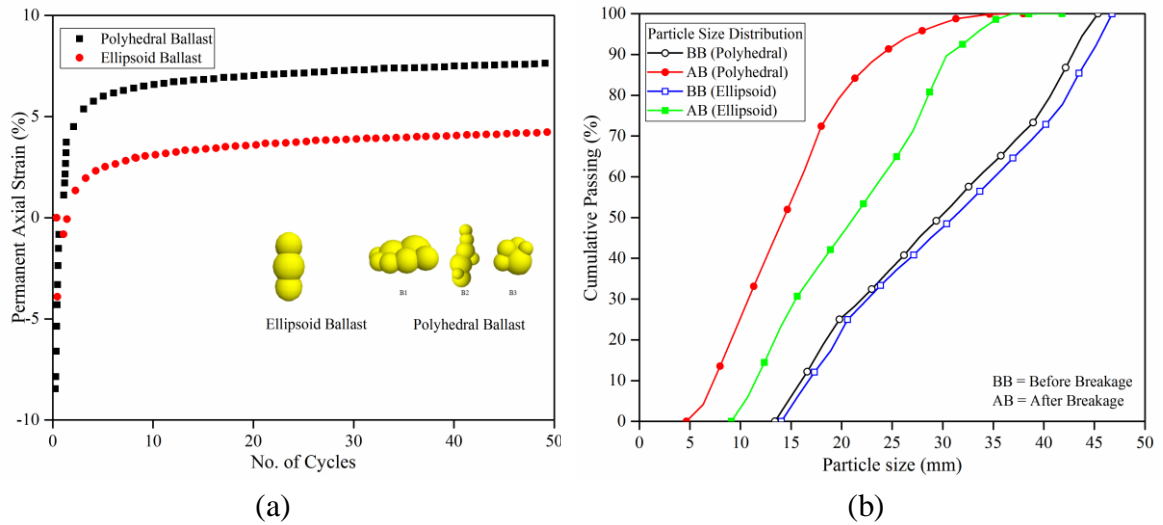 10
5
0
-5
-10
Permanent Axial Strain (%)
Polyhedral Ballast
Ellipsoid Ballast
B1
B2
B3
Ellipsoid Ballast
Polyhedral Ballast
0 10 20 30 40 50
No. of Cycles
(a)
100
90
80
70
60
50
40
30
20
10
0
Cumulative Passing (%)
Particle Size Distribution
BB (Polyhedral)
AB (Polyhedral)
BB (Ellipsoid)
AB (Ellipsoid)
BB = Before Breakage
AB = After Breakage
0 5 10 15 20 25 30 35 40 45 50
Particle size (mm)
(b)